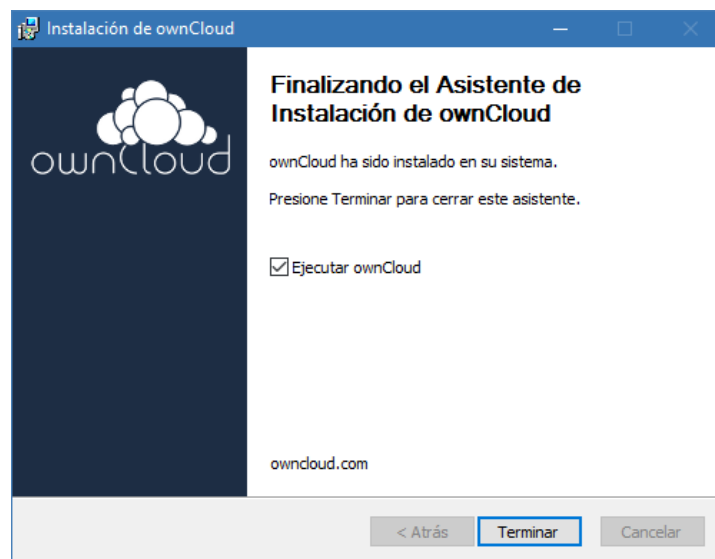 Instalación de ownCloud
ownCloud
Finalizando el Asistente de
Instalación de ownCloud
ownCloud ha sido instalado en su sistema.
Presione Terminar para cerrar este asistente.
Ejecutar ownCloud
owncloud.com
< Atrás
Terminar
Cancelar